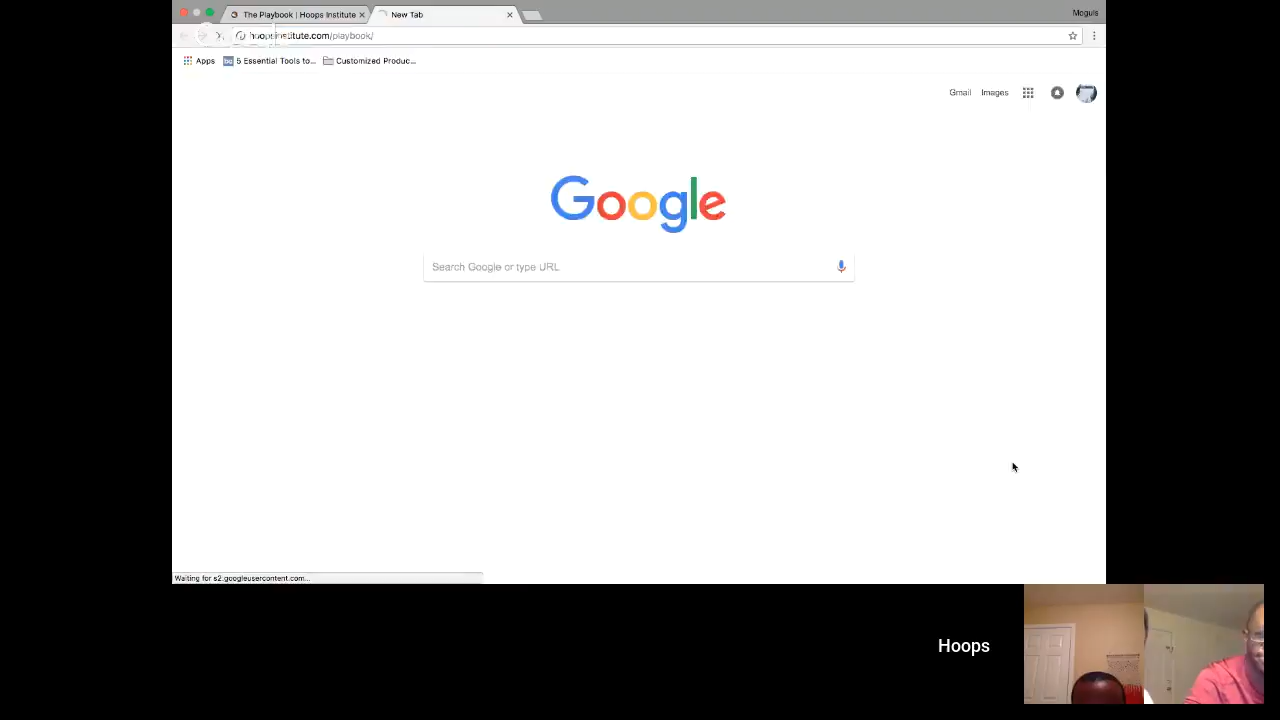 The Playbook | Hoops Institute
New Tab
Moguls
hoopsinstitute.com/playbook/
Apps
5 Essential Tools to...
Customized Produc...
Gmail
Images
Google
Search Google or type URL
Waiting for s2.googleusercontent.com...
Hoops